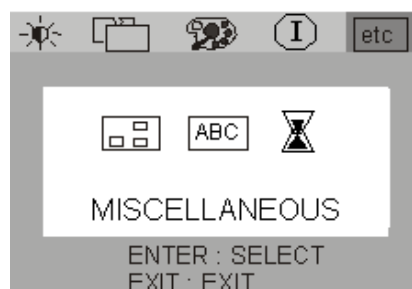 I etc
ABC
MISCELLANEOUS
ENTER : SELECT
EXIT : EXIT